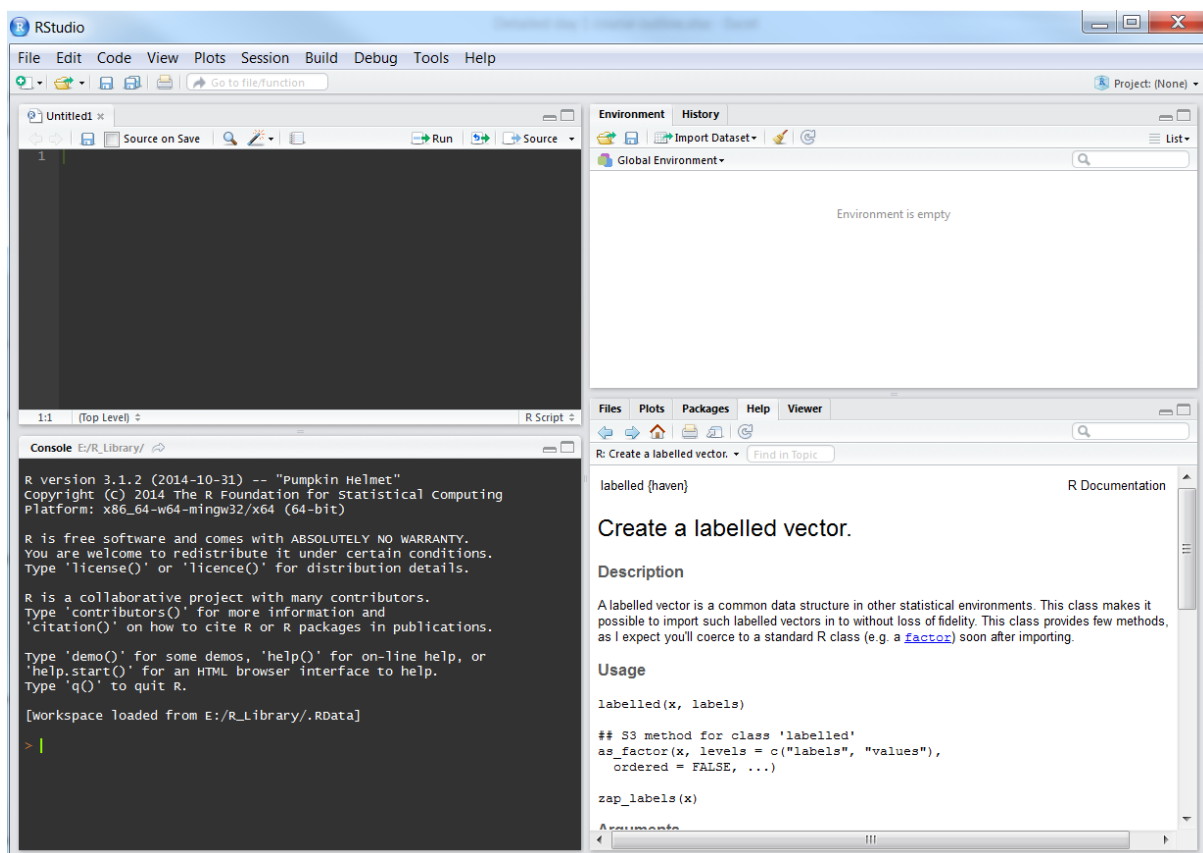 RStudio
File Edit Code View Plots Session Build Debug Tools Help
Go to file/function
Project: (None)
Untitled1
Source on Save
Run
Source
1
1:1 (Top Level)
R Script
Console E:/R_Library/
R version 3.1.2 (2014-10-31) -- "Pumpkin Helmet"
Copyright (C) 2014 The R Foundation for Statistical Computing
Platform: x86_64-w64-mingw32/x64 (64-bit)
R is free software and comes with ABSOLUTELY NO WARRANTY.
You are welcome to redistribute it under certain conditions.
Type 'license()' or 'licence()' for distribution details.
R is a collaborative project with many contributors.
Type 'contributors()' for more information and
'citation()' on how to cite R or R packages in publications.
Type 'demo()' for some demos, 'help()' for on-line help, or
'help.start()' for an HTML browser interface to help.
Type 'q()' to quit R.
[Workspace loaded from E:/R_Library/.RData]
>
Environment History
Import Dataset
List
Global Environment
Environment is empty
Files Plots Packages Help Viewer
R: Create a labelled vector. Find in Topic
labelled {haven} R Documentation
Create a labelled vector.
Description
A labelled vector is a common data structure in other statistical environments. This class makes it
possible to import such labelled vectors in to without loss of fidelity. This class provides few methods,
as I expect you'll coerce to a standard R class (e.g. a factor) soon after importing.
Usage
labelled(x, labels)
## S3 method for class 'labelled'
as_factor(x, levels = c("labels", "values"),
ordered = FALSE, ...)
zap_labels(x)
Arguments